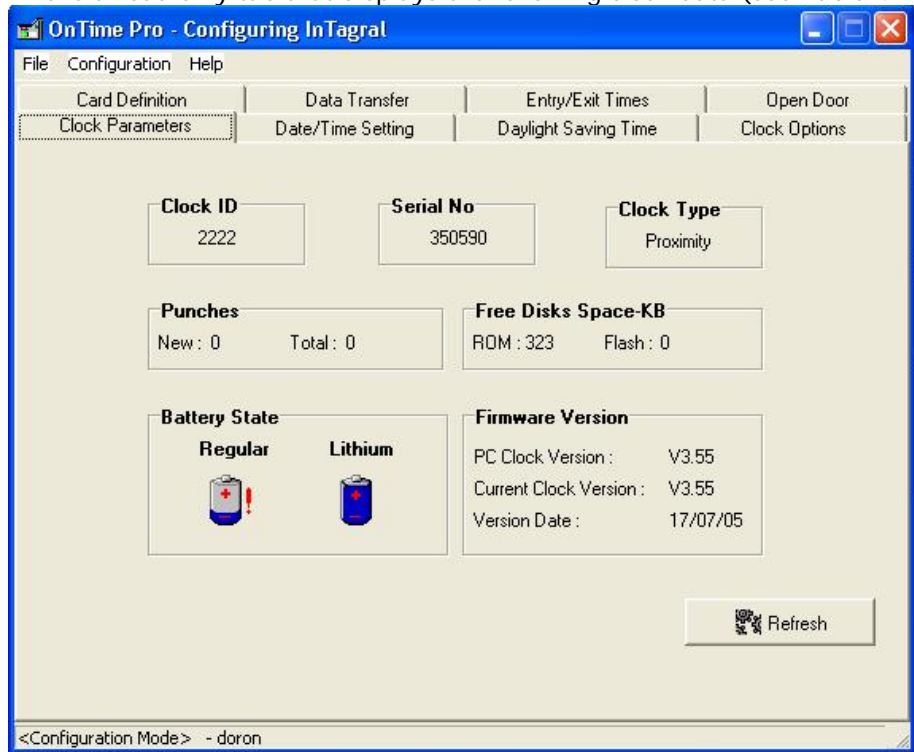 OnTime Pro - Configuring InTagral
File Configuration Help
Card Definition Data Transfer Entry/Exit Times Open Door
Clock Parameters Date/Time Setting Daylight Saving Time Clock Options
Clock ID Serial No Clock Type
2222 350590 Proximity
Punches Free Disks Space-KB
New : 0 Total : 0 ROM : 323 Flash : 0
Battery State Firmware Version
Regular Lithium
PC Clock Version : V3.55
Current Clock Version : V3.55
Version Date : 17/07/05
Refresh
<Configuration Mode> - doron